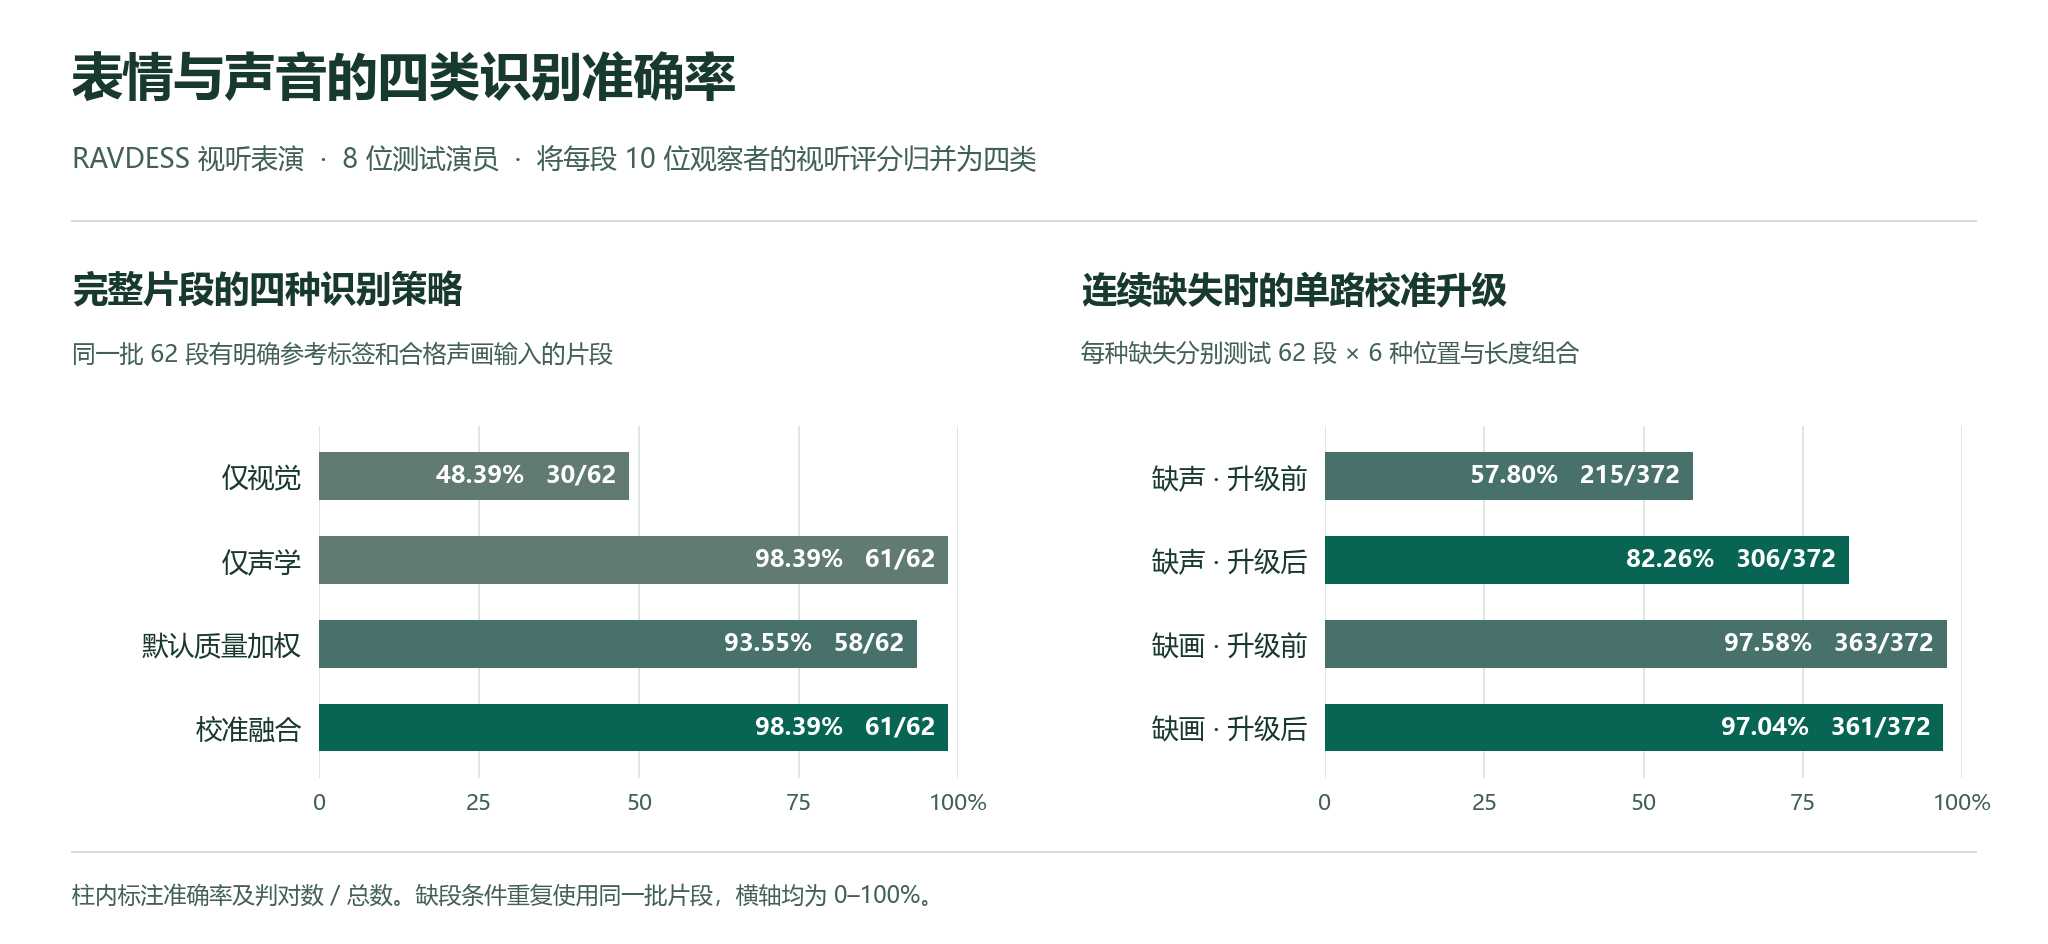 表情与声音的四类识别准确率
RAVDESS 视听表演 · 8 位测试演员 · 将每段 10 位观察者的视听评分归并为四类
完整片段的四种识别策略
同一批 62 段有明确参考标签和合格声画输入的片段
仅视觉 48.39% 30/62
仅声学 98.39% 61/62
默认质量加权 93.55% 58/62
校准融合 98.39% 61/62
0 25 50 75 100%
连续缺失时的单路校准升级
每种缺失分别测试 62 段 × 6 种位置与长度组合
缺声 · 升级前 57.80% 215/372
缺声 · 升级后 82.26% 306/372
缺画 · 升级前 97.58% 363/372
缺画 · 升级后 97.04% 361/372
0 25 50 75 100%
柱内标注准确率及判对数 / 总数。缺段条件重复使用同一批片段，横轴均为 0–100%。